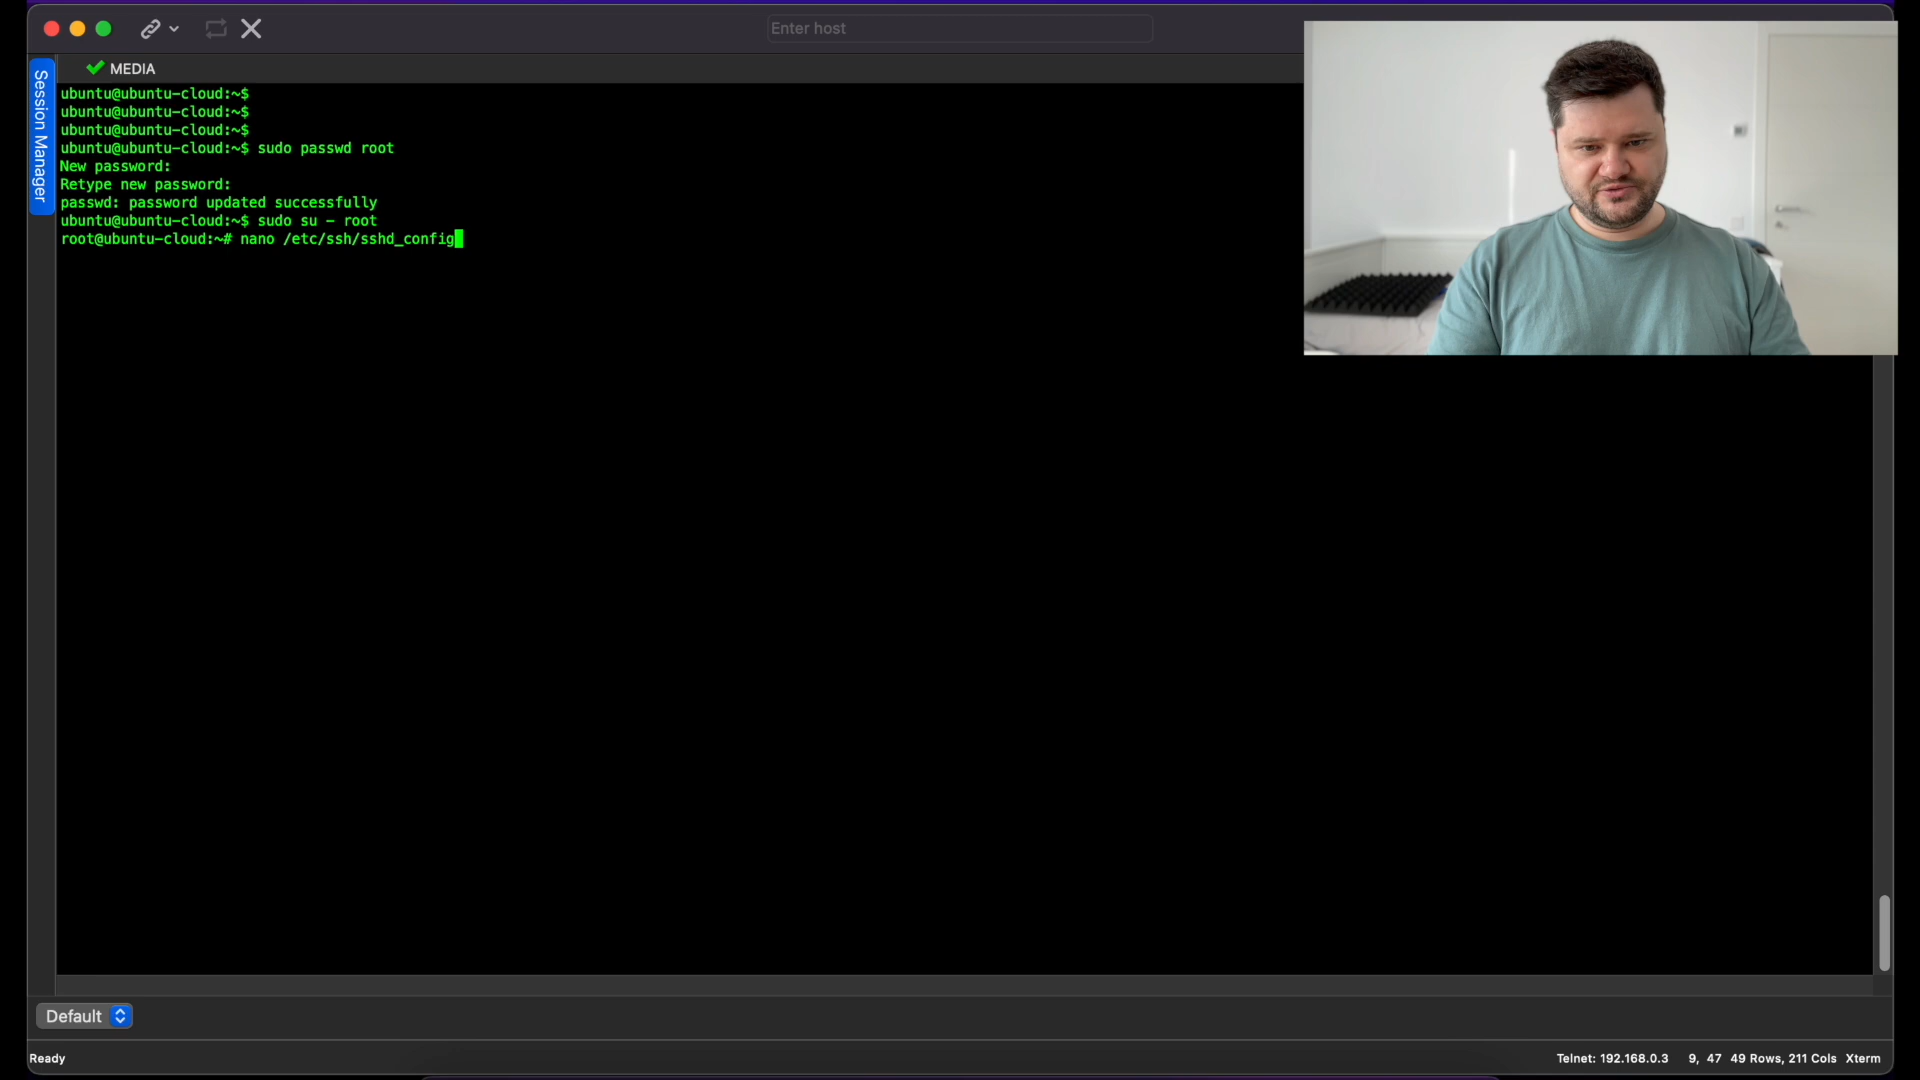 Enter host
MEDIA
Session Manager
ubuntu@ubuntu-cloud:~$
ubuntu@ubuntu-cloud:~$
ubuntu@ubuntu-cloud:~$
ubuntu@ubuntu-cloud:~$ sudo passwd root
New password:
Retype new password:
passwd: password updated successfully
ubuntu@ubuntu-cloud:~$ sudo su - root
root@ubuntu-cloud:~# nano /etc/ssh/sshd_config
Default
Ready
Telnet: 192.168.0.3 9, 47 49 Rows, 211 Cols Xterm